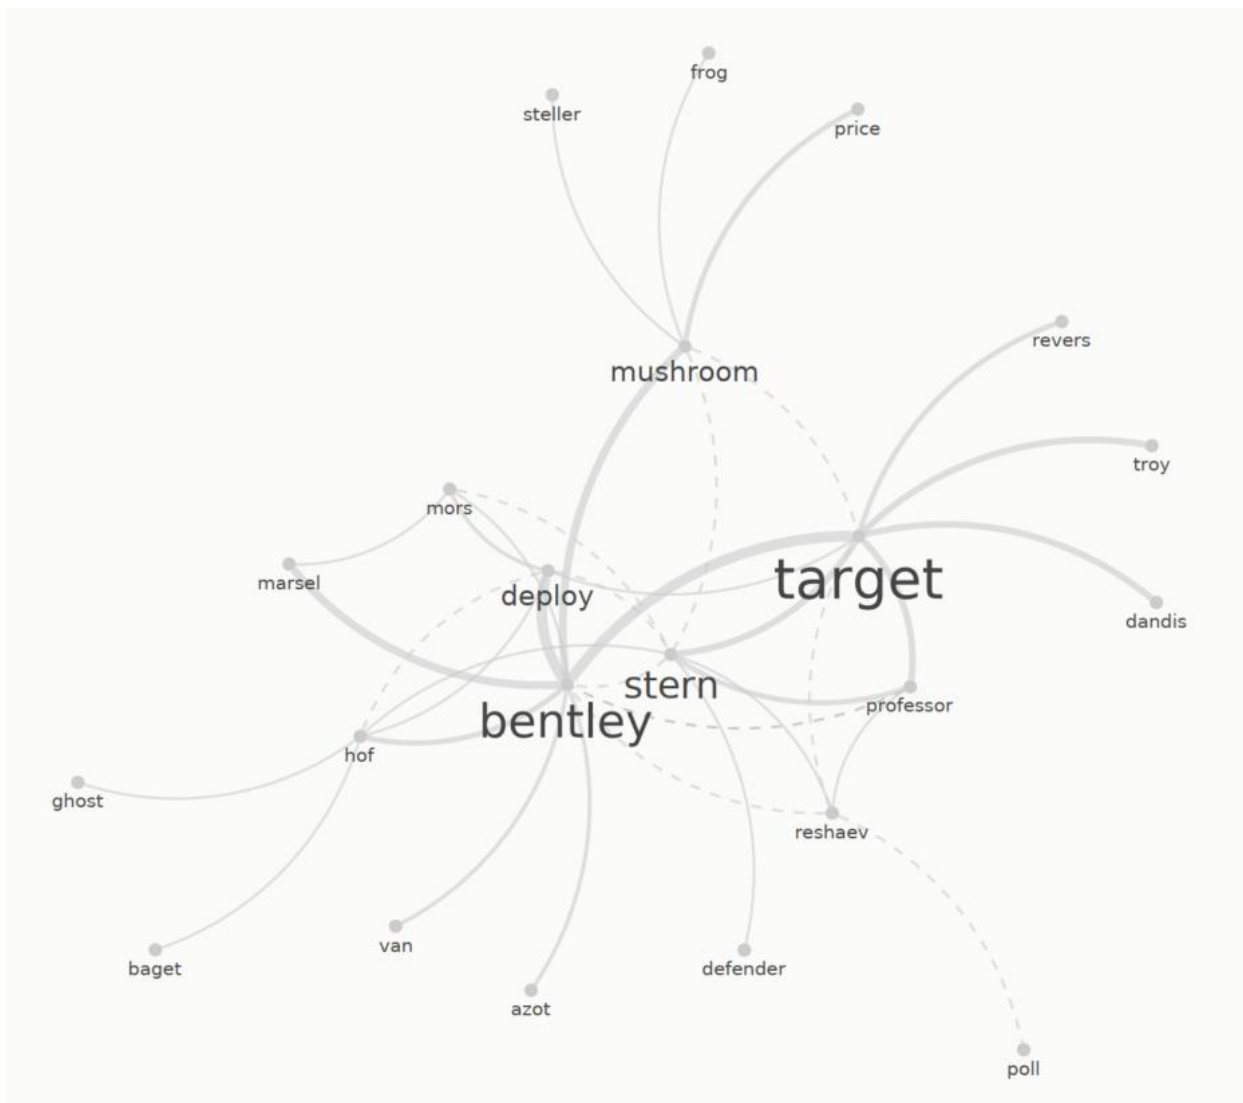 frog
steller
price
revers
mushroom
troy
mors
marsel
deploy
target
dandis
stern
professor
bentley
hof
ghost
reshaev
van
baget
defender
azot
poll